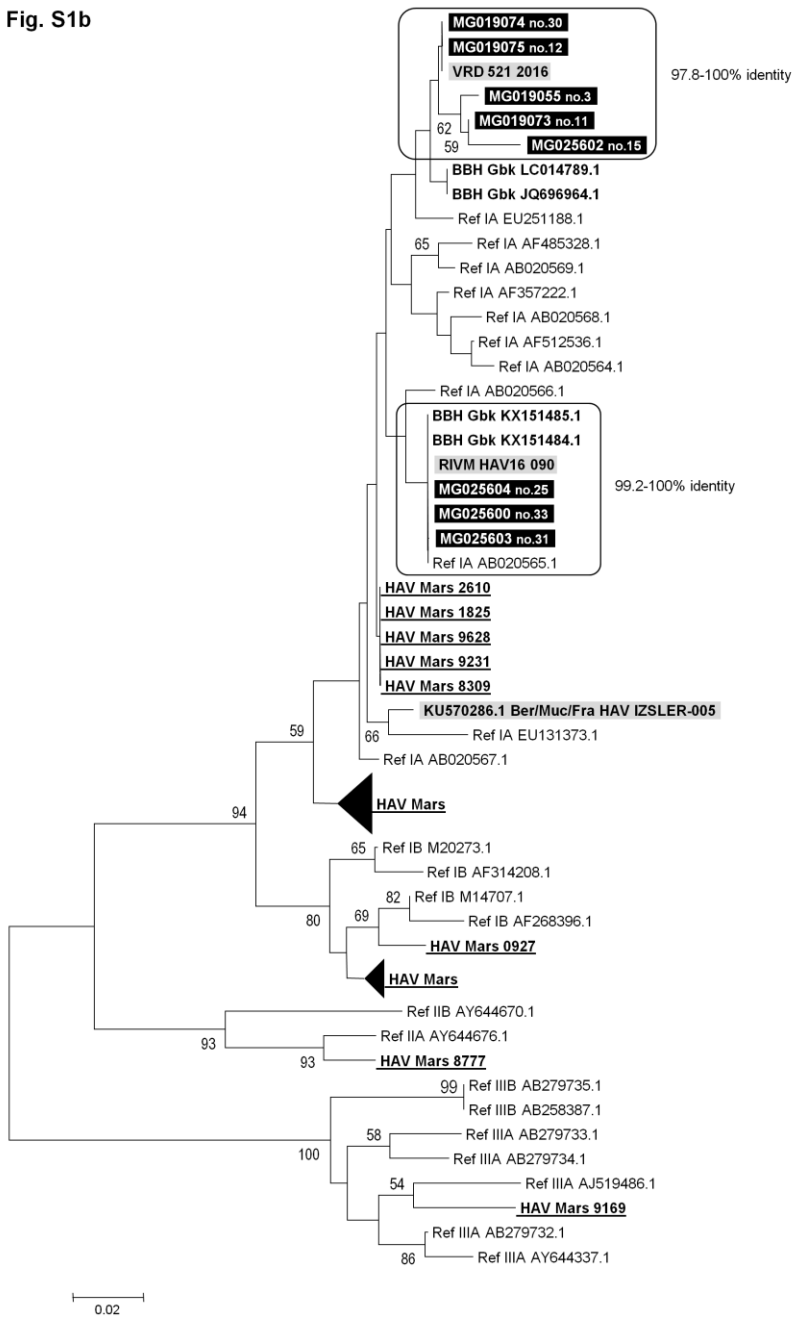 Fig. S1b
MG019074 no.30
MG019075 no.12
VRD 521 2016
97.8-100% identity
MG019055 no.3
MG019073 no.11
62
59
MG025602 no.15
BBH Gbk LC014789.1
BBH Gbk JQ696964.1
Ref IA EU251188.1
65
Ref IA AF485328.1
Ref IA AB020569.1
Ref IA AF357222.1
Ref IA AB020568.1
Ref IA AF512536.1
Ref IA AB020564.1
Ref IA AB020566.1
BBH Gbk KX151485.1
BBH Gbk KX151484.1
RIVM HAV16 090
99.2-100% identity
MG025604 no.25
MG025600 no.33
MG025603 no.31
Ref IA AB020565.1
HAV Mars 2610
HAV Mars 1825
HAV Mars 9628
HAV Mars 9231
HAV Mars 8309
KU570286.1 Ber/Muc/Fra HAV IZSLER-005
66
Ref IA EU131373.1
59
Ref IA AB020567.1
HAV Mars
94
65
Ref IB M20273.1
Ref IB AF314208.1
82
Ref IB M14707.1
80
69
Ref IB AF268396.1
HAV Mars 0927
HAV Mars
Ref IIB AY644670.1
93
Ref IIA AY644676.1
93
HAV Mars 8777
99
Ref IIIB AB279735.1
Ref IIIB AB258387.1
100
58
Ref IIIA AB279733.1
Ref IIIA AB279734.1
54
Ref IIIA AJ519486.1
HAV Mars 9169
Ref IIIA AB279732.1
86
Ref IIIA AY644337.1
0.02